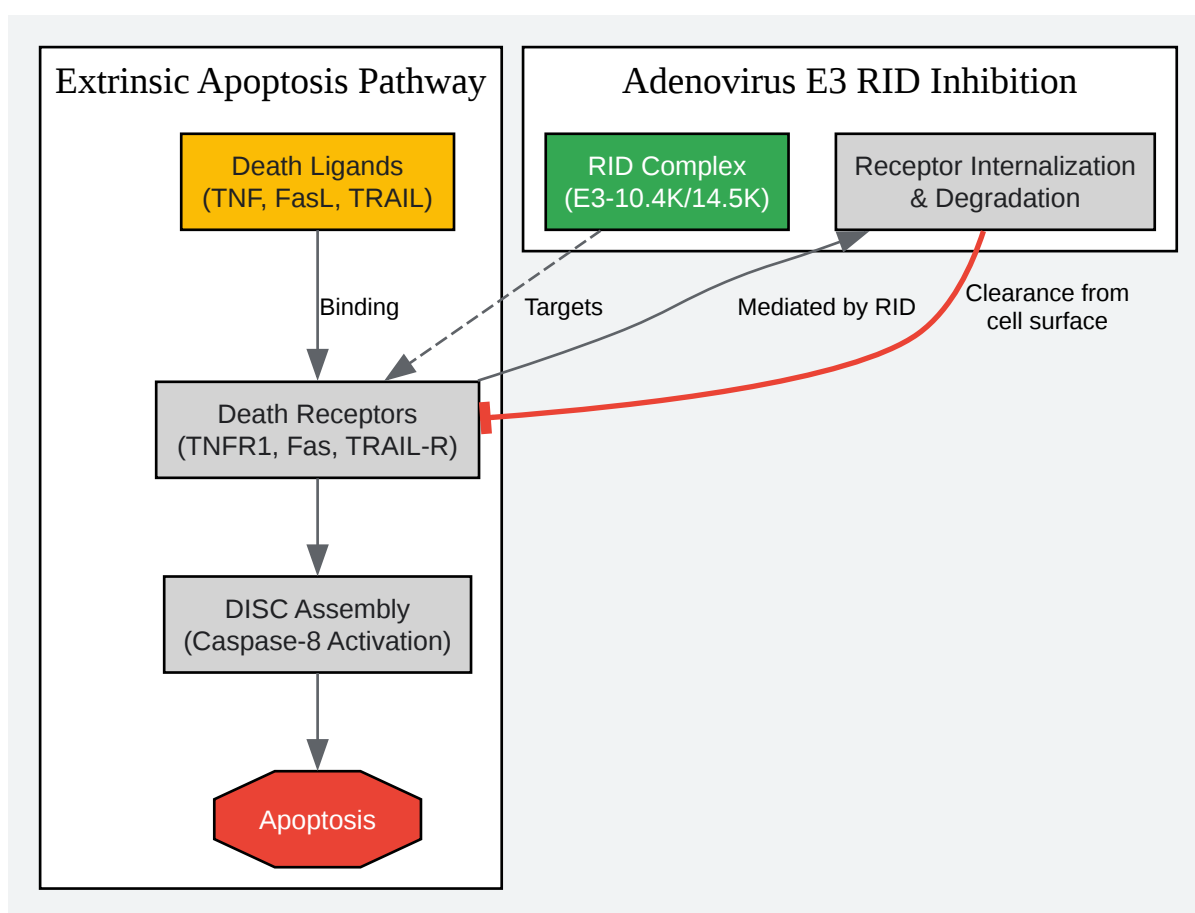 Extrinsic Apoptosis Pathway
Adenovirus E3 RID Inhibition
Death Ligands
(TNF, FasL, TRAIL)
RID Complex
(E3-10.4K/14.5K)
Receptor Internalization
& Degradation
Binding
Targets
Mediated by RID
Clearance from
cell surface
Death Receptors
(TNFR1, Fas, TRAIL-R)
DISC Assembly
(Caspase-8 Activation)
Apoptosis